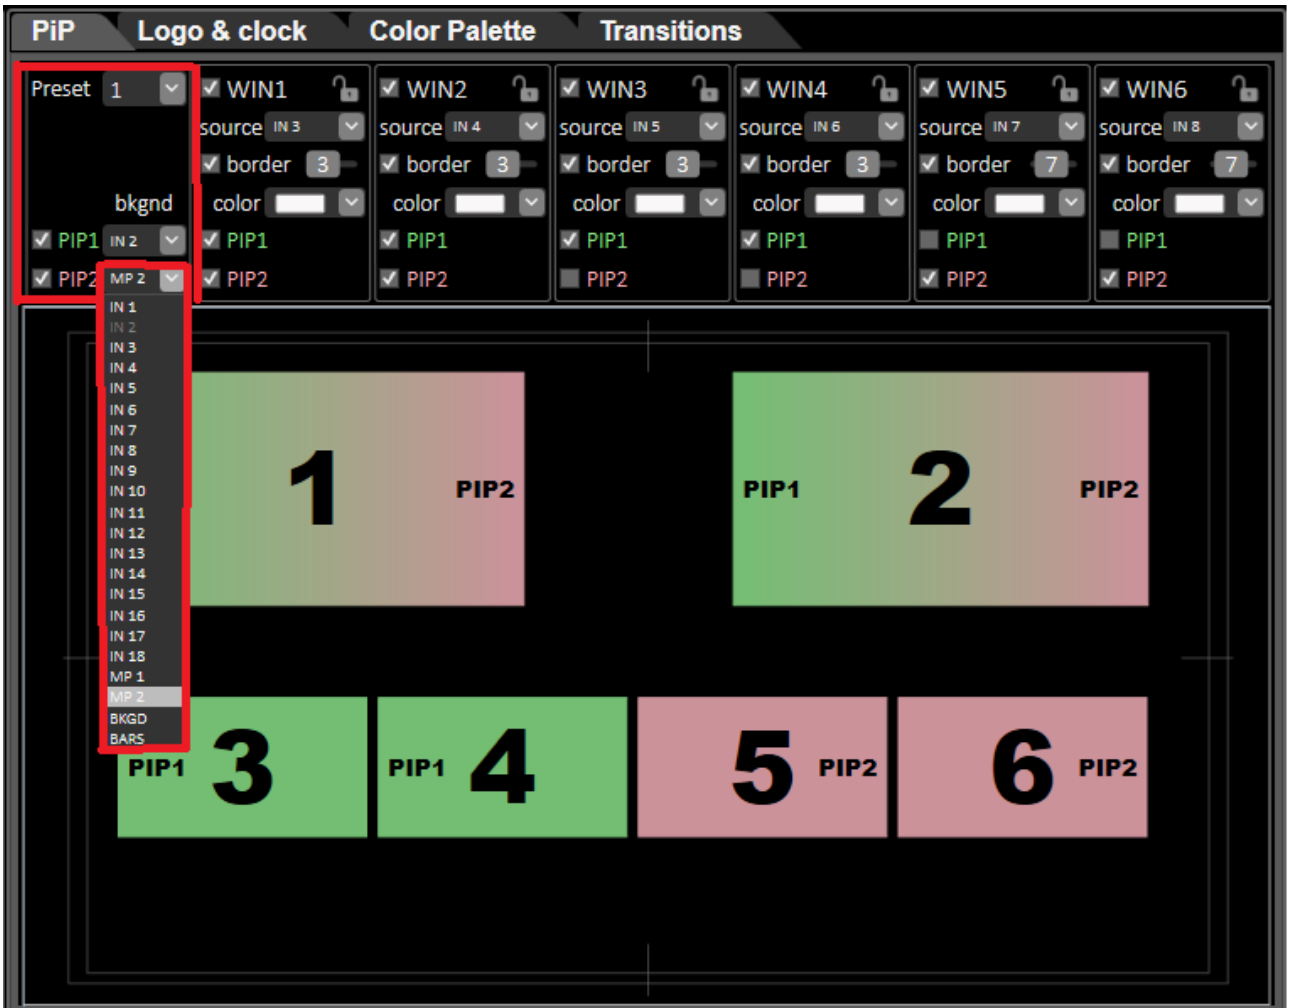 PiP Logo & clock Color Palette Transitions
Preset 1 WIN1 WIN2 WIN3 WIN4 WIN5 WIN6
source IN 3 source IN 4 source IN 5 source IN 6 source IN 7 source IN 8
border 3 border 3 border 3 border 3 border 7 border 7
bkgnd color color color color color color
PIP1 IN 2 PIP1 PIP1 PIP1 PIP1 PIP1 PIP1
PIP2 MP 2 PIP2 PIP2 PIP2 PIP2 PIP2 PIP2
IN 1
IN 2
IN 3
IN 4
IN 5
IN 6
IN 7
IN 8
IN 9
IN 10
IN 11
IN 12
IN 13
IN 14
IN 15
IN 16
IN 17
IN 18
MP 1
MP 2
BKGD
BARS
1 PIP2 PIP1 2 PIP2
PIP1 3 PIP1 4 5 PIP2 6 PIP2